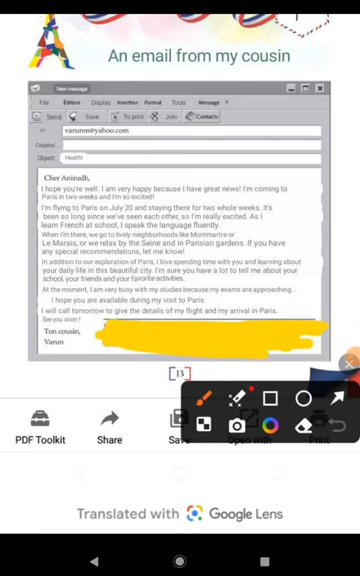 An email from my cousin
New message
File Edition Display Insertion Format Tools Message ?
Send Save To print Join Contacts
varunm@yahoo.com
Couples
Object: Health!
Cher Anirudh,
I hope you're well. I am very happy because I have great news! I'm coming to
Paris in two weeks and I'm so excited!
I'm flying to Paris on July 20 and staying there for two whole weeks. It's
been so long since we've seen each other, so I'm really excited. As I
learn French at school, I speak the language fluently.
When I'm there, we go to lively neighborhoods like Montmartre or
Le Marais, or we relax by the Seine and in Parisian gardens. If you have
any special recommendations, let me know!
In addition to our exploration of Paris, I love spending time with you and learning about
your daily life in this beautiful city. I'm sure you have a lot to tell me about your
school, your friends and your favorite activities.
At the moment, I am very busy with my studies because my exams are approaching.
I hope you are available during my visit to Paris.
I will call tomorrow to give the details of my flight and my arrival in Paris.
See you soon !
Ton cousin,
Varun
13
PDF Toolkit Share Save Open with Print
Translated with Google Lens